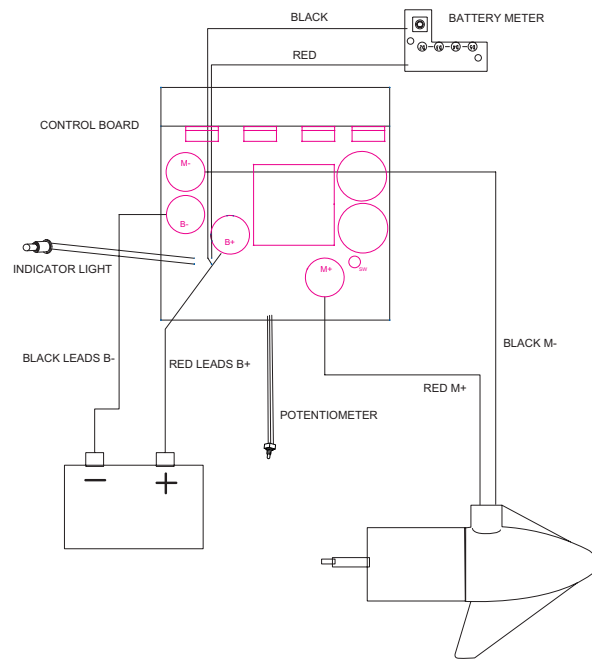 BLACK
BATTERY METER
RED
CONTROL BOARD
M-
B-
B+
M+
SW
INDICATOR LIGHT
BLACK LEADS B-
RED LEADS B+
BLACK M-
RED M+
POTENTIOMETER